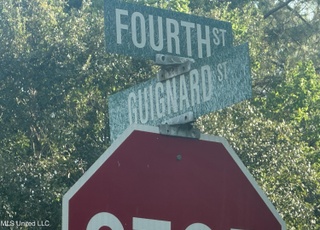 FOURTH ST
GUIGNARD ST
STOP
MLS United LLC